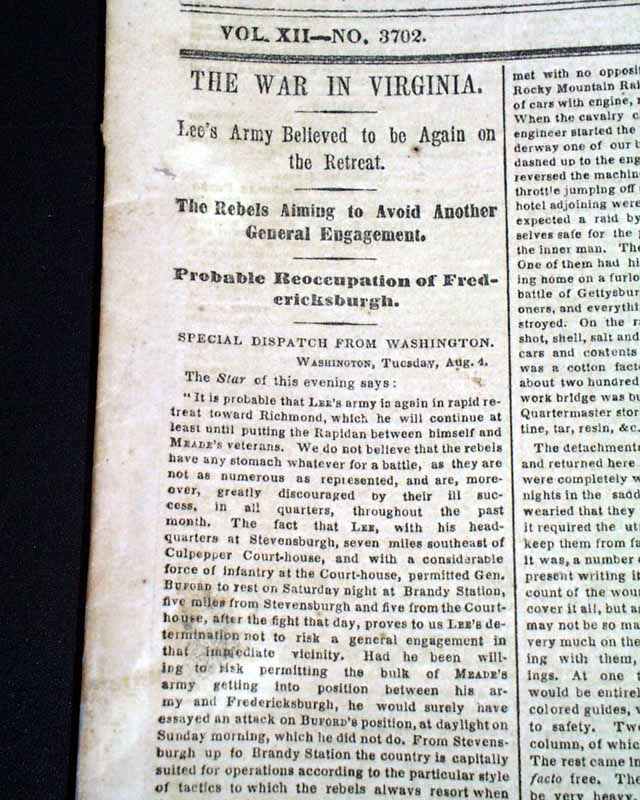 VOL. XII—NO. 3702.
THE WAR IN VIRGINIA.
Lee's Army Believed to be Again on
the Retreat.
The Rebels Aiming to Avoid Another
General Engagement.
Probable Reoccupation of Fred-
ericksburgh.
SPECIAL DISPATCH FROM WASHINGTON.
WASHINGTON, Tuesday, Aug. 4.
The Star of this evening says:
"It is probable that LEE'S army is again in rapid re-
treat toward Richmond, which he will continue at
least until putting the Rapidan between himself and
MEADE'S veterans. We do not believe that the rebels
have any stomach whatever for a battle, as they are
not as numerous as represented, and are, more-
over, greatly discouraged by their ill suc-
cess, in all quarters, throughout the past
month. The fact that LEE, with his head-
quarters at Stevensburgh, seven miles southeast of
Culpepper Court-house, and with a considerable
force of infantry at the Court-house, permitted Gen.
BUFORD to rest on Saturday night at Brandy Station,
five miles from Stevensburgh and five from the Court-
house, after the fight that day, proves to us LEE'S de-
termination not to risk a general engagement in
that immediate vicinity. Had he been will-
ing to risk permitting the bulk of MEADE'S
army getting into position between his ar-
my and Fredericksburgh, he would surely have
essayed an attack on BUFORD'S position, at daylight on
Sunday morning, which he did not do. From Stevens-
burgh up to Brandy Station the country is capitally
suited for operations according to the particular style
of tactics to which the rebels always resort when
met with no opposi
Rocky Mountain Rai
of cars with engine,
When the cavalry c
engineer started the
derway one of our b
dashed up to the eng
reversed the machin
throttle jumping off
hotel adjoining were
expected a raid by
selves safe for the
the inner man. The
One of them had hi
ing home on a furlo
battle of Gettysbur
oners, and everythi
stroyed. On the r
shot, shell, salt and
cars and contents
was a cotton facto
about two hundred
work bridge was bu
Quartermaster stor
tine, tar, resin, &c.
The detachment
and returned here
were completely w
nights in the sadd
wearied that they
it required the ut
keep them from fa
it was, a number o
present writing it
count of the wou
cover it all, but a
may not be so ma
very much on the
ing with them,
ings. At one t
would be entire
colored guides, v
to safety. Two
column, of whic
The rest came in
facto free. The
be very heavy.